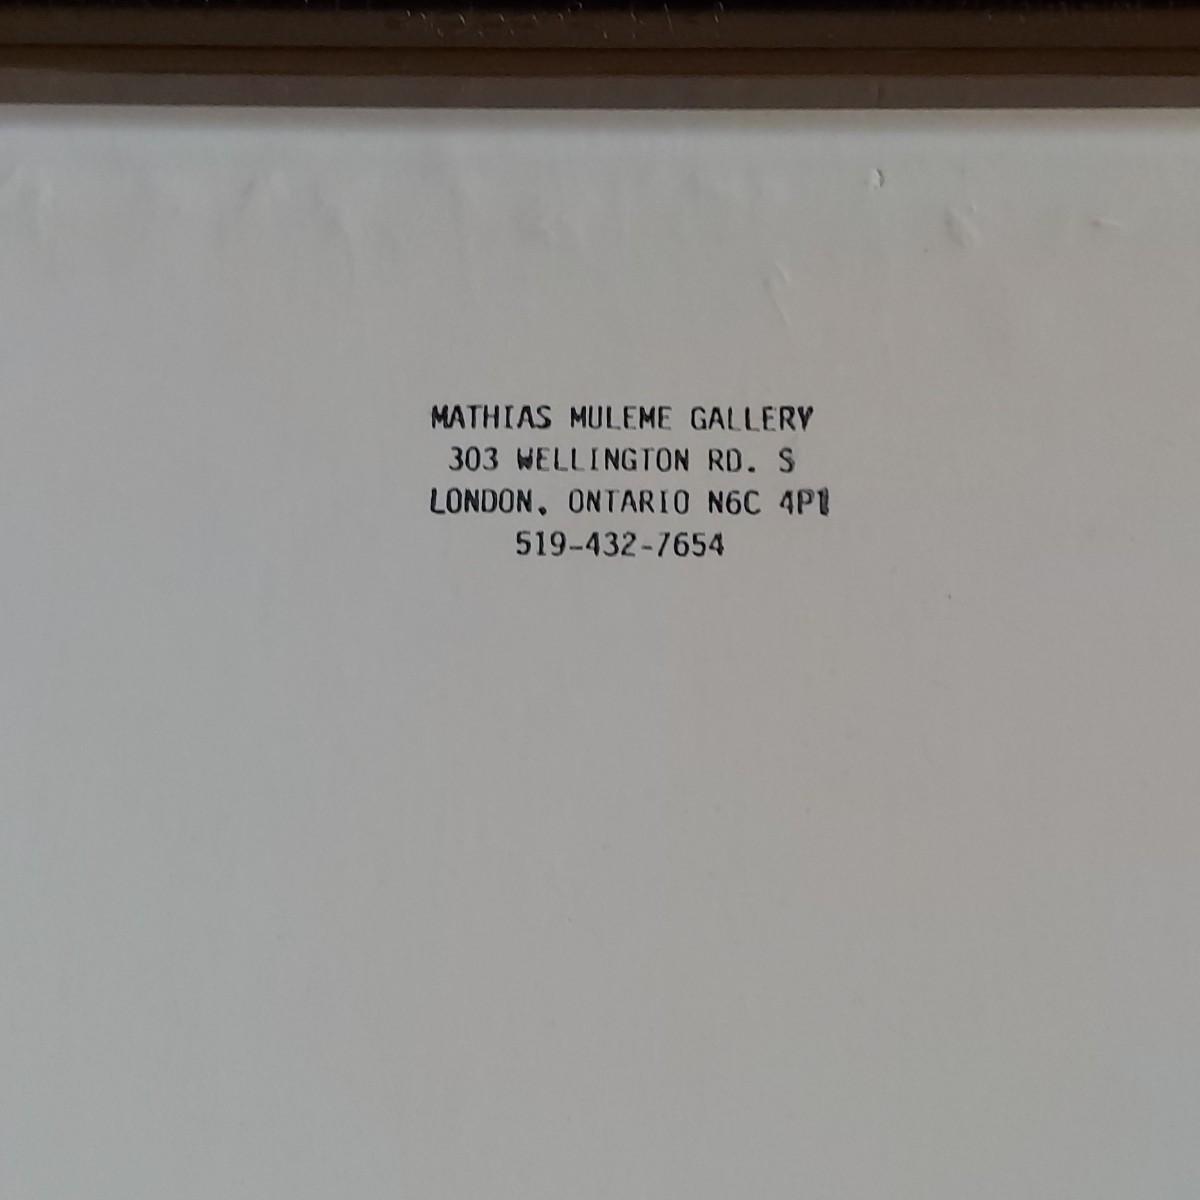 MATHIAS MULEME GALLERY
303 WELLINGTON RD. S
LONDON, ONTARIO N6C 4P1
519-432-7654